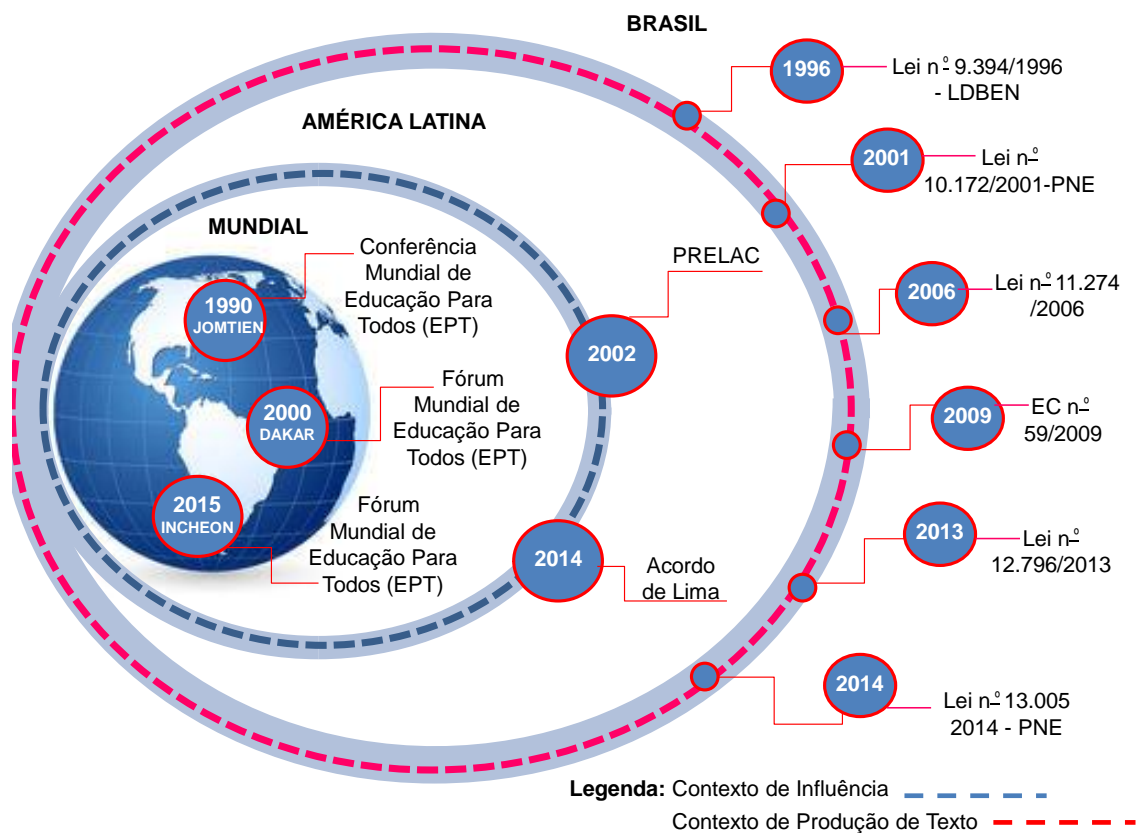 BRASIL
1996
Lei nº 9.394/1996
- LDBEN
AMÉRICA LATINA
2001
Lei nº
10.172/2001-PNE
MUNDIAL
Conferência
Mundial de
Educação Para
Todos (EPT)
1990
JOMTIEN
PRELAC
2002
2006
Lei nº 11.274
/2006
Fórum
Mundial de
Educação Para
Todos (EPT)
2000
DAKAR
2009
EC nº
59/2009
2015
INCHEON
Fórum
Mundial de
Educação Para
Todos (EPT)
2014
Acordo
de Lima
2013
Lei nº
12.796/2013
2014
Lei nº 13.005
2014 - PNE
Legenda: Contexto de Influência
Contexto de Produção de Texto